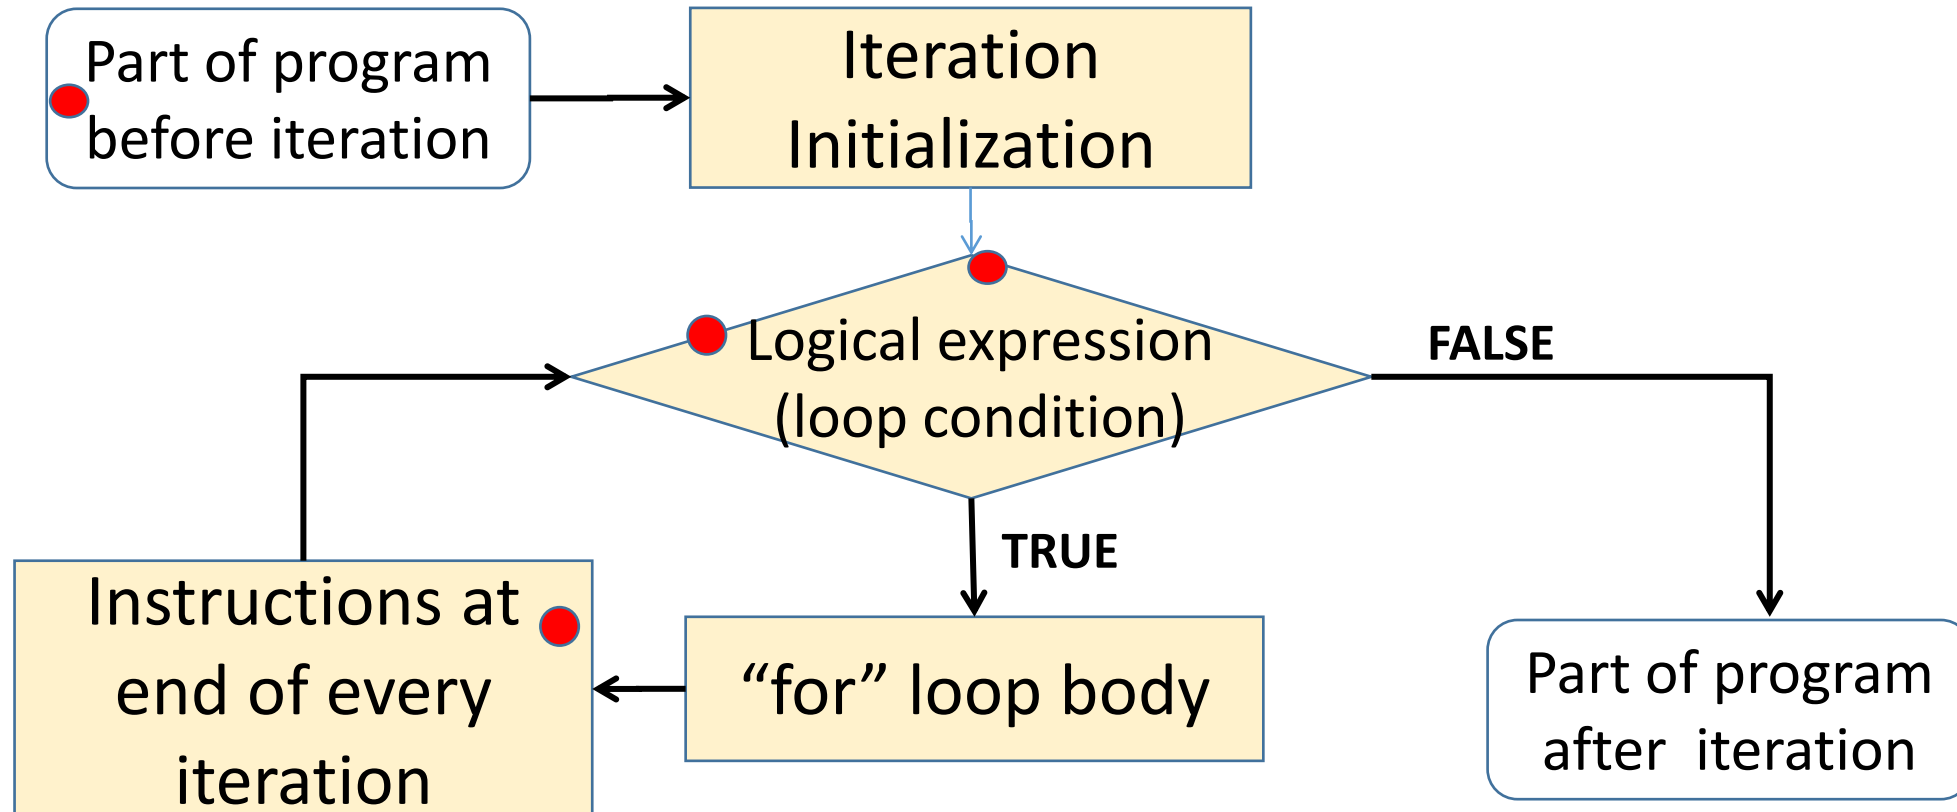 Part of program
before iteration
Iteration
Initialization
Logical expression
(loop condition)
FALSE
TRUE
Instructions at
end of every
iteration
“for” loop body
Part of program
after  iteration